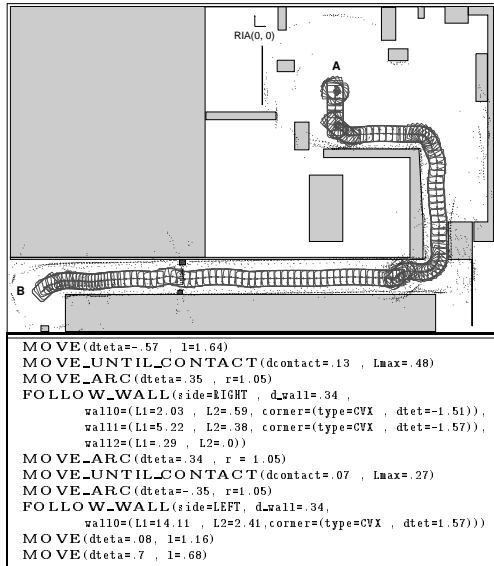 RIA(0, 0)
A
B
MOVE(dteta=-.57 , l=1.64)
MOVE_UNTIL_CONTACT(dcontact=.13 , Lmax=.48)
MOVE_ARC(dteta=.35 , r=1.05)
FOLLOW_WALL(side=RIGHT , d_wall=.34 ,
wall0=(L1=2.03 , L2=.59, corner=(type=CVX , dtet=-1.51)),
wall1=(L1=5.22 , L2=.38, corner=(type=CVX , dtet=-1.57)),
wall2=(L1=.29 , L2=.0))
MOVE_ARC(dteta=.34 , r = 1.05)
MOVE_UNTIL_CONTACT(dcontact=.07 , Lmax=.27)
MOVE_ARC(dteta=-.35, r=1.05)
FOLLOW_WALL(side=LEFT, d_wall=.34,
wall0=(L1=14.11 , L2=2.41,corner=(type=CVX , dtet=1.57)))
MOVE(dteta=.08, l=1.16)
MOVE(dteta=.7 , l=.68)